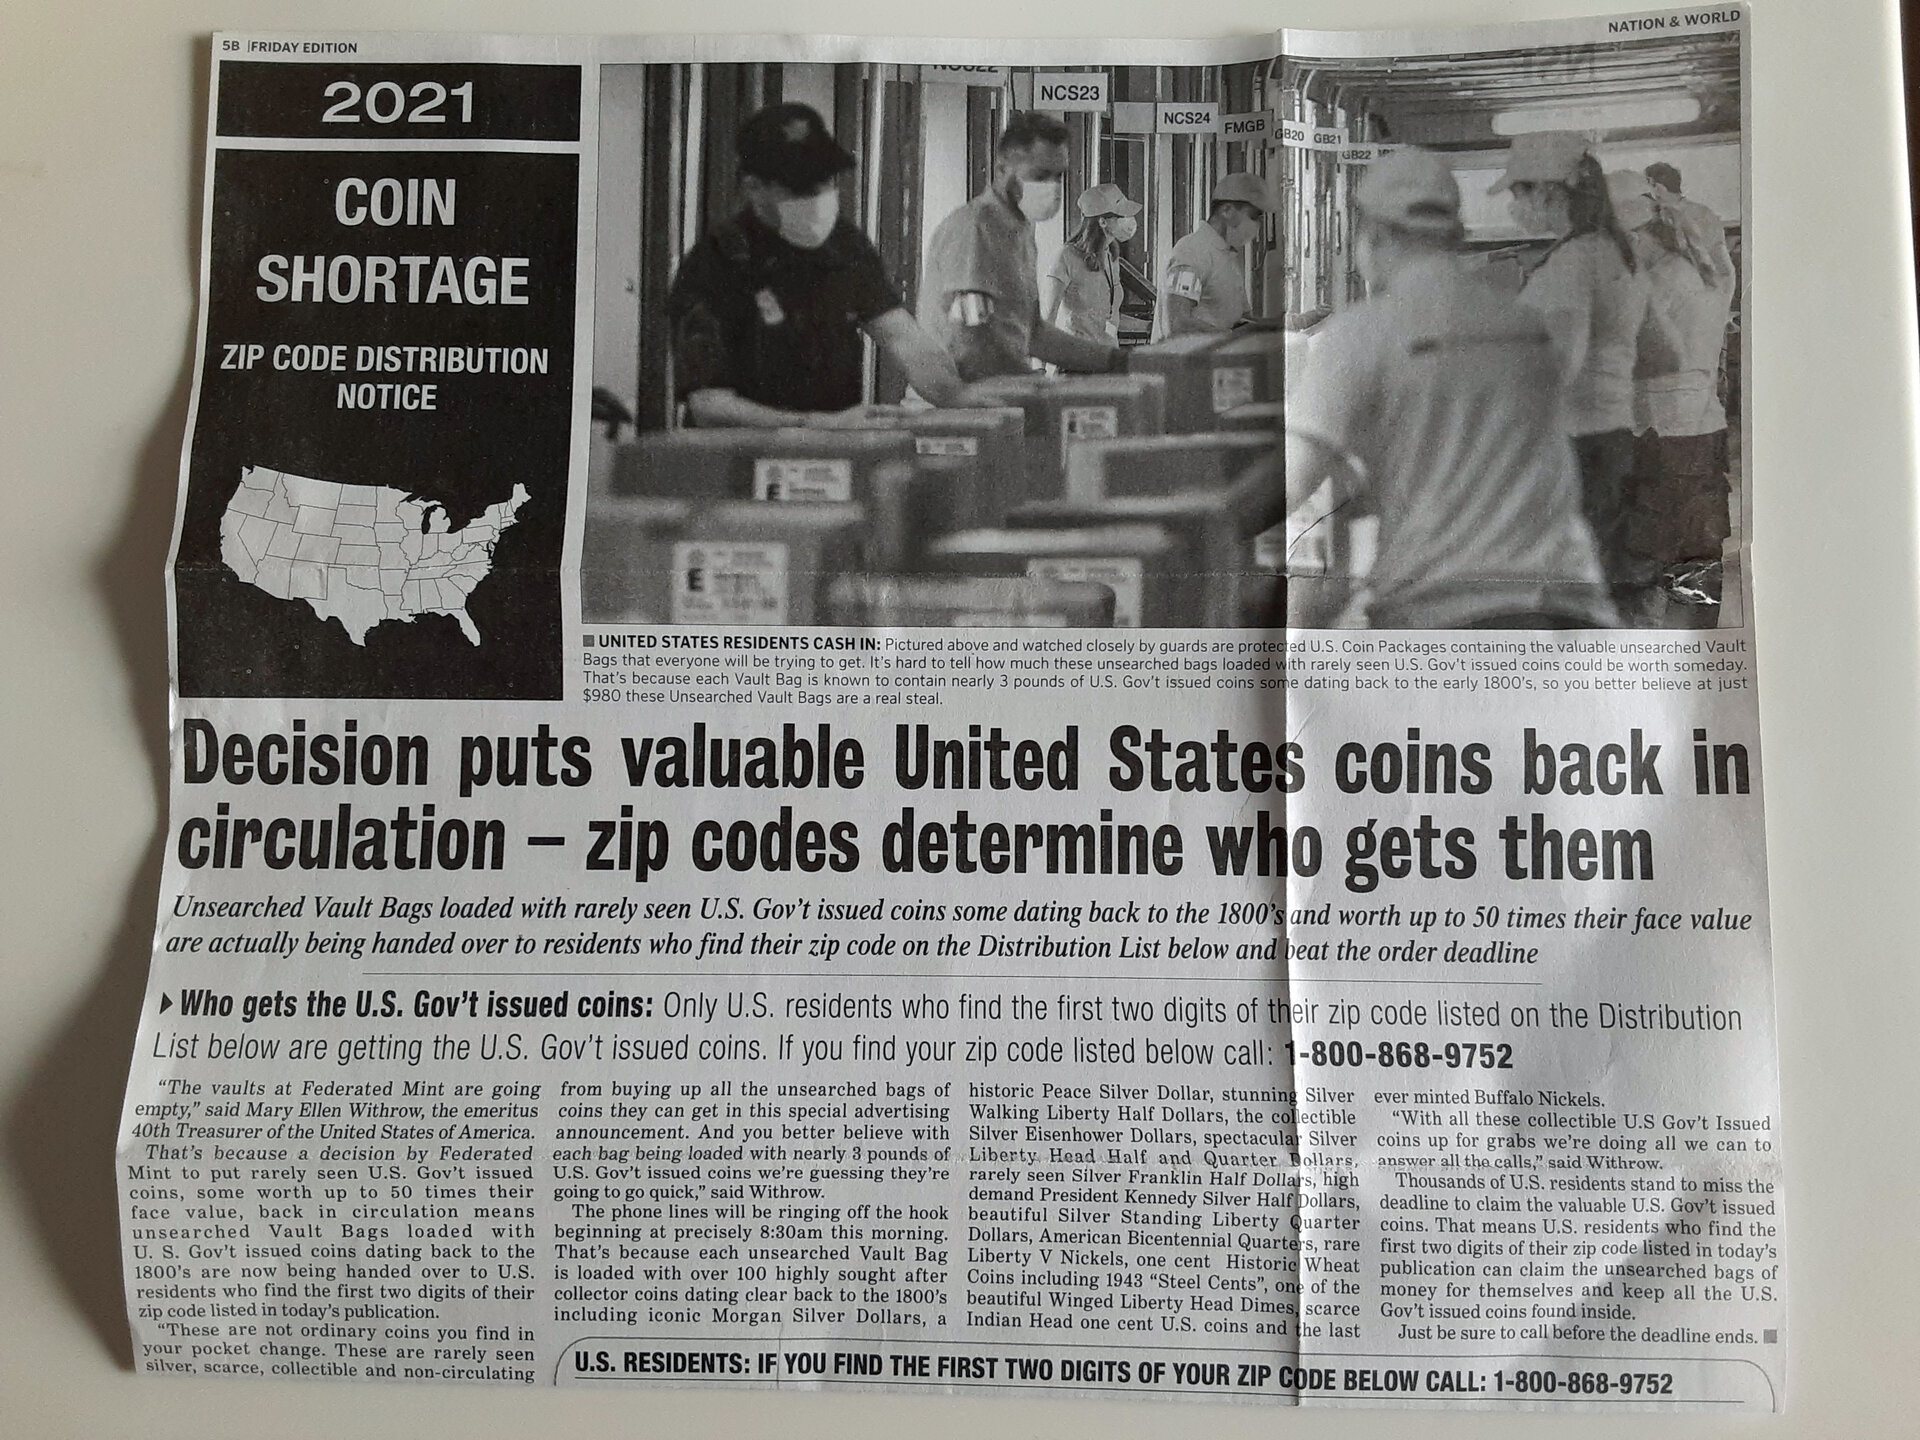 5B | FRIDAY EDITION
NATION & WORLD
2021
COIN
SHORTAGE
ZIP CODE DISTRIBUTION
NOTICE
NCS23
NCS24
FMGB
GB20
GB21
GB22
E
E
UNITED STATES RESIDENTS CASH IN: Pictured above and watched closely by guards are protected U.S. Coin Packages containing the valuable unsearched Vault
Bags that everyone will be trying to get. It's hard to tell how much these unsearched bags loaded with rarely seen U.S. Gov't issued coins could be worth someday.
That's because each Vault Bag is known to contain nearly 3 pounds of U.S. Gov't issued coins some dating back to the early 1800's, so you better believe at just
$980 these Unsearched Vault Bags are a real steal.
Decision puts valuable United States coins back in
circulation – zip codes determine who gets them
Unsearched Vault Bags loaded with rarely seen U.S. Gov't issued coins some dating back to the 1800's and worth up to 50 times their face value
are actually being handed over to residents who find their zip code on the Distribution List below and beat the order deadline
Who gets the U.S. Gov't issued coins: Only U.S. residents who find the first two digits of their zip code listed on the Distribution
List below are getting the U.S. Gov't issued coins. If you find your zip code listed below call: 1-800-868-9752
"The vaults at Federated Mint are going
empty," said Mary Ellen Withrow, the emeritus
40th Treasurer of the United States of America.
That's because a decision by Federated
Mint to put rarely seen U.S. Gov't issued
coins, some worth up to 50 times their
face value, back in circulation means
unsearched Vault Bags loaded with
U. S. Gov't issued coins dating back to the
1800's are now being handed over to U.S.
residents who find the first two digits of their
zip code listed in today's publication.
"These are not ordinary coins you find in
your pocket change. These are rarely seen
silver, scarce, collectible and non-circulating
from buying up all the unsearched bags of
coins they can get in this special advertising
announcement. And you better believe with
each bag being loaded with nearly 3 pounds of
U.S. Gov't issued coins we're guessing they're
going to go quick," said Withrow.
The phone lines will be ringing off the hook
beginning at precisely 8:30am this morning.
That's because each unsearched Vault Bag
is loaded with over 100 highly sought after
collector coins dating clear back to the 1800's
including iconic Morgan Silver Dollars, a
historic Peace Silver Dollar, stunning Silver
Walking Liberty Half Dollars, the collectible
Silver Eisenhower Dollars, spectacular Silver
Liberty Head Half and Quarter Dollars,
rarely seen Silver Franklin Half Dollars, high
demand President Kennedy Silver Half Dollars,
beautiful Silver Standing Liberty Quarter
Dollars, American Bicentennial Quarters, rare
Liberty V Nickels, one cent Historic Wheat
Coins including 1943 "Steel Cents", one of the
beautiful Winged Liberty Head Dimes, scarce
Indian Head one cent U.S. coins and the last
ever minted Buffalo Nickels.
"With all these collectible U.S Gov't Issued
coins up for grabs we're doing all we can to
answer all the calls," said Withrow.
Thousands of U.S. residents stand to miss the
deadline to claim the valuable U.S. Gov't issued
coins. That means U.S. residents who find the
first two digits of their zip code listed in today's
publication can claim the unsearched bags of
money for themselves and keep all the U.S.
Gov't issued coins found inside.
Just be sure to call before the deadline ends.
U.S. RESIDENTS: IF YOU FIND THE FIRST TWO DIGITS OF YOUR ZIP CODE BELOW CALL: 1-800-868-9752